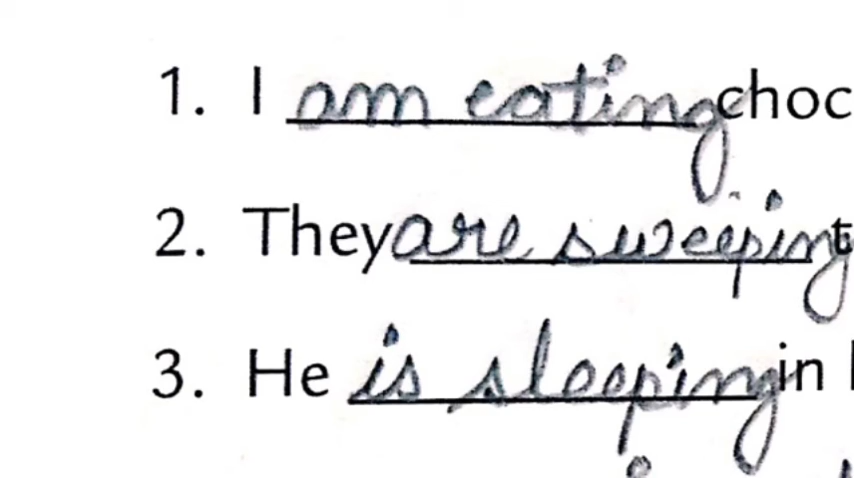 1. I am eating choc
2. They are sweeping t
3. He is sleeping in